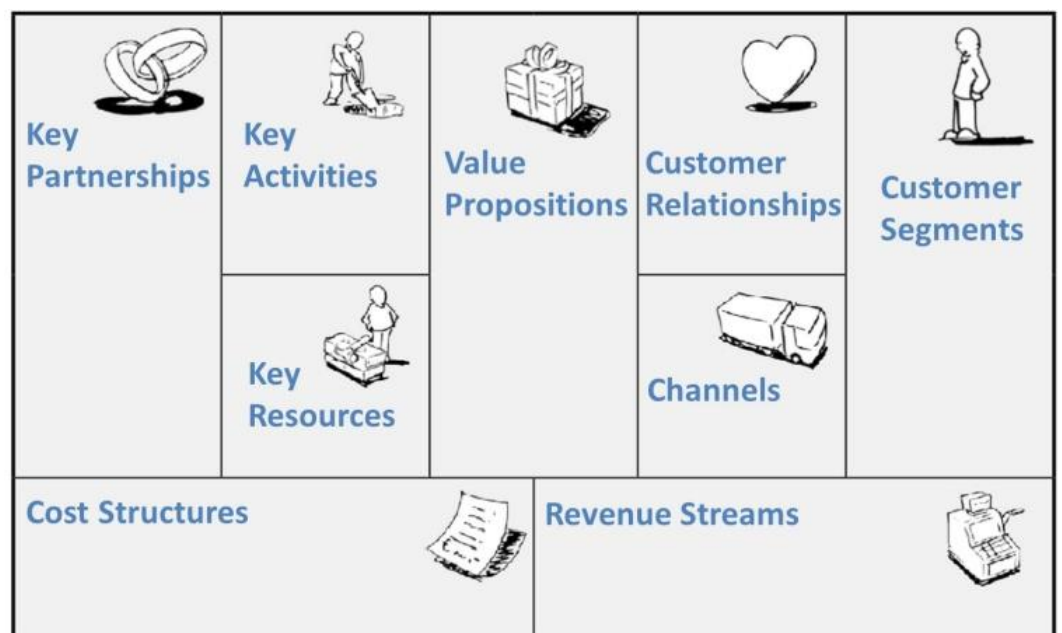 Key
Partnerships
Key
Activities
Key
Resources
Value
Propositions
Customer
Relationships
Channels
Customer
Segments
Cost Structures
Revenue Streams